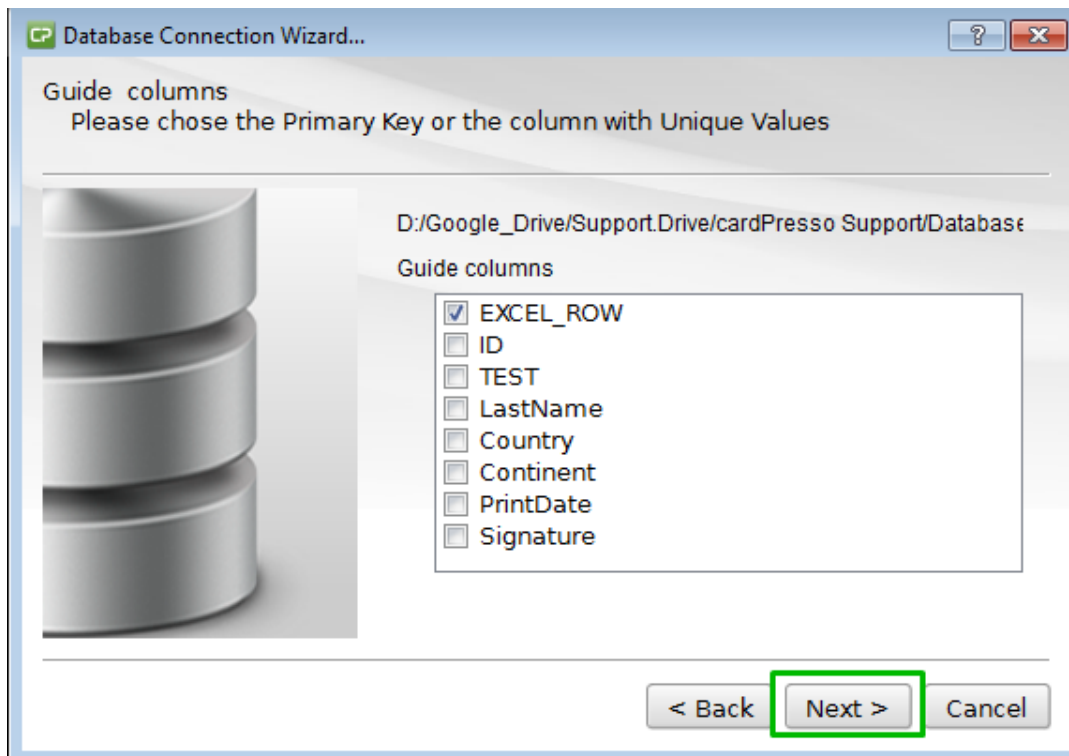 CP Database Connection Wizard...
Guide columns
Please chose the Primary Key or the column with Unique Values
D:/Google_Drive/Support.Drive/cardPresso Support/Database
Guide columns
EXCEL_ROW
ID
TEST
LastName
Country
Continent
PrintDate
Signature
< Back Next > Cancel